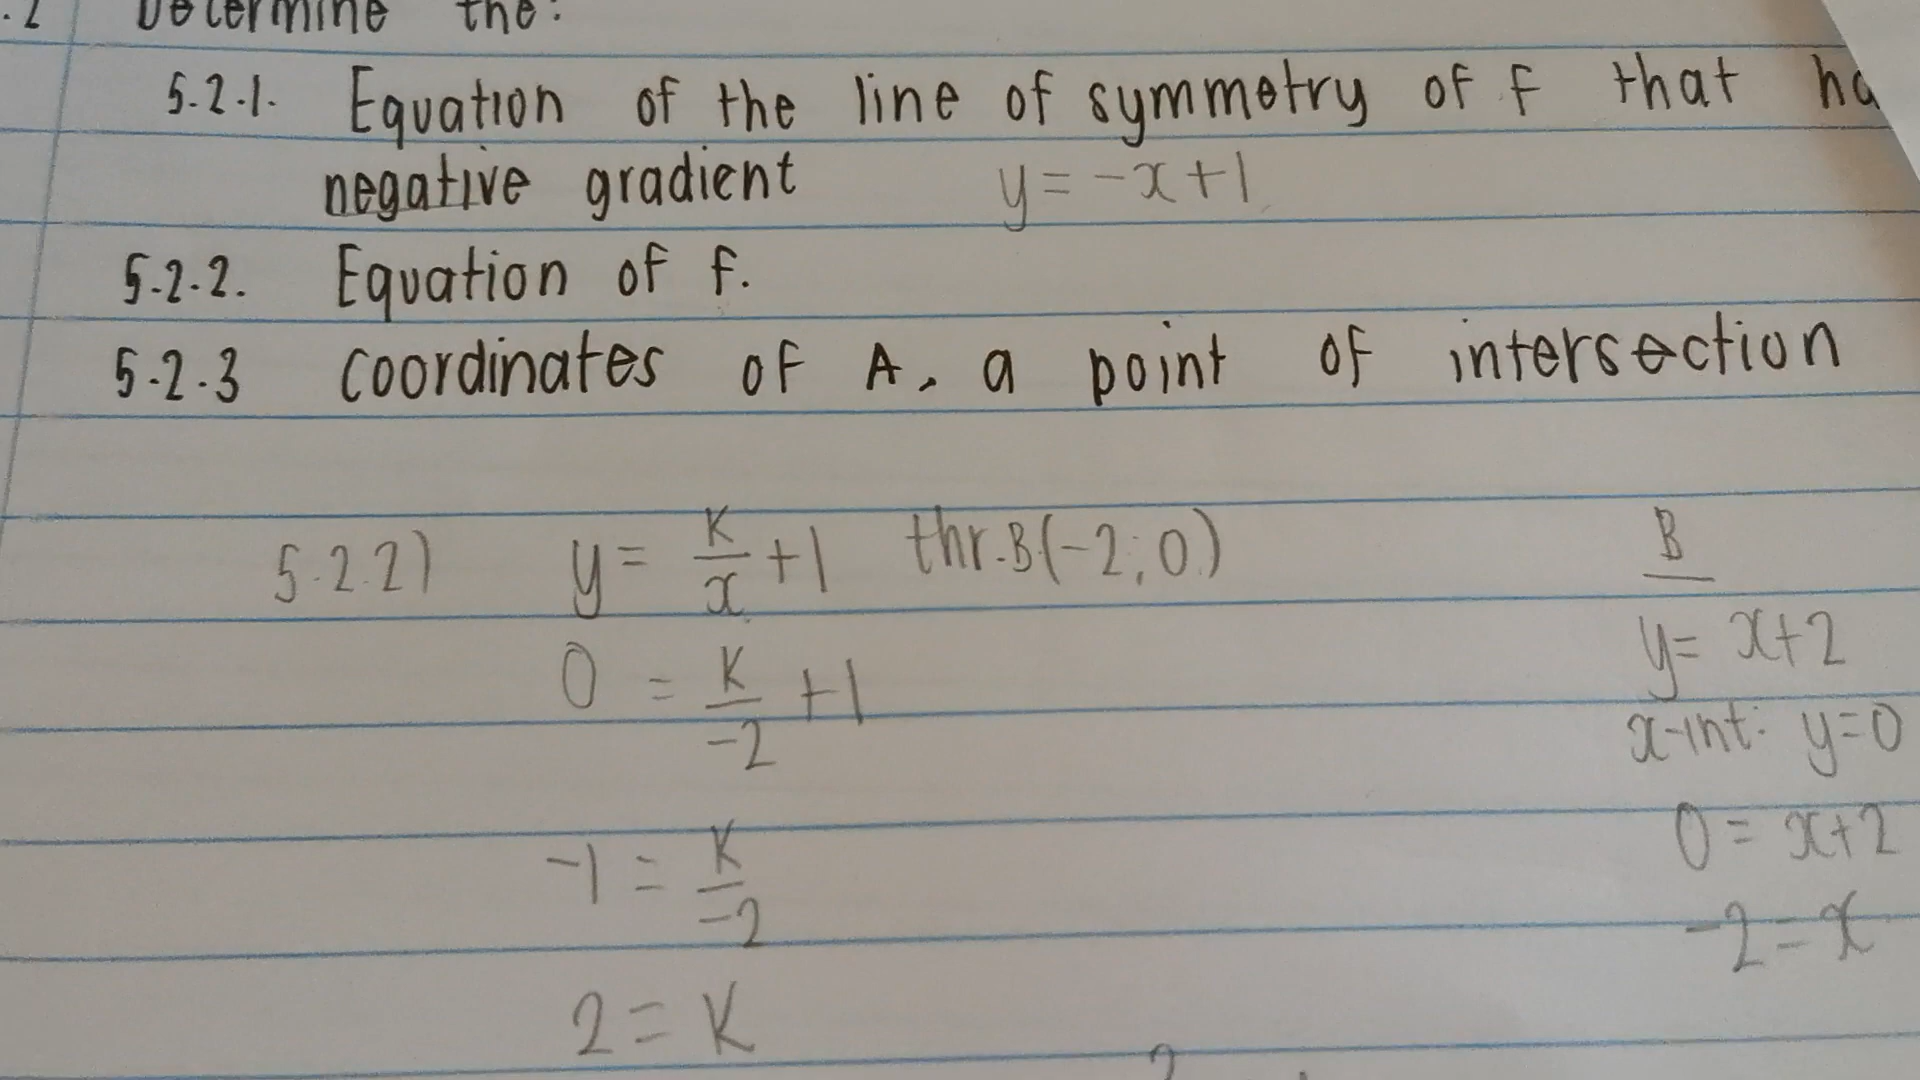 .2 Determine the:
5.2.1. Equation of the line of symmetry of f that ha
negative gradient y = -x + 1
5.2.2. Equation of f.
5.2.3 coordinates of A, a point of intersection
5.2.2) y = K/x + 1 thr. B(-2; 0)
B
0 = K/-2 + 1
y = x+2
x-int: y=0
-1 = K/-2
0 = x+2
-2 = x
2 = K